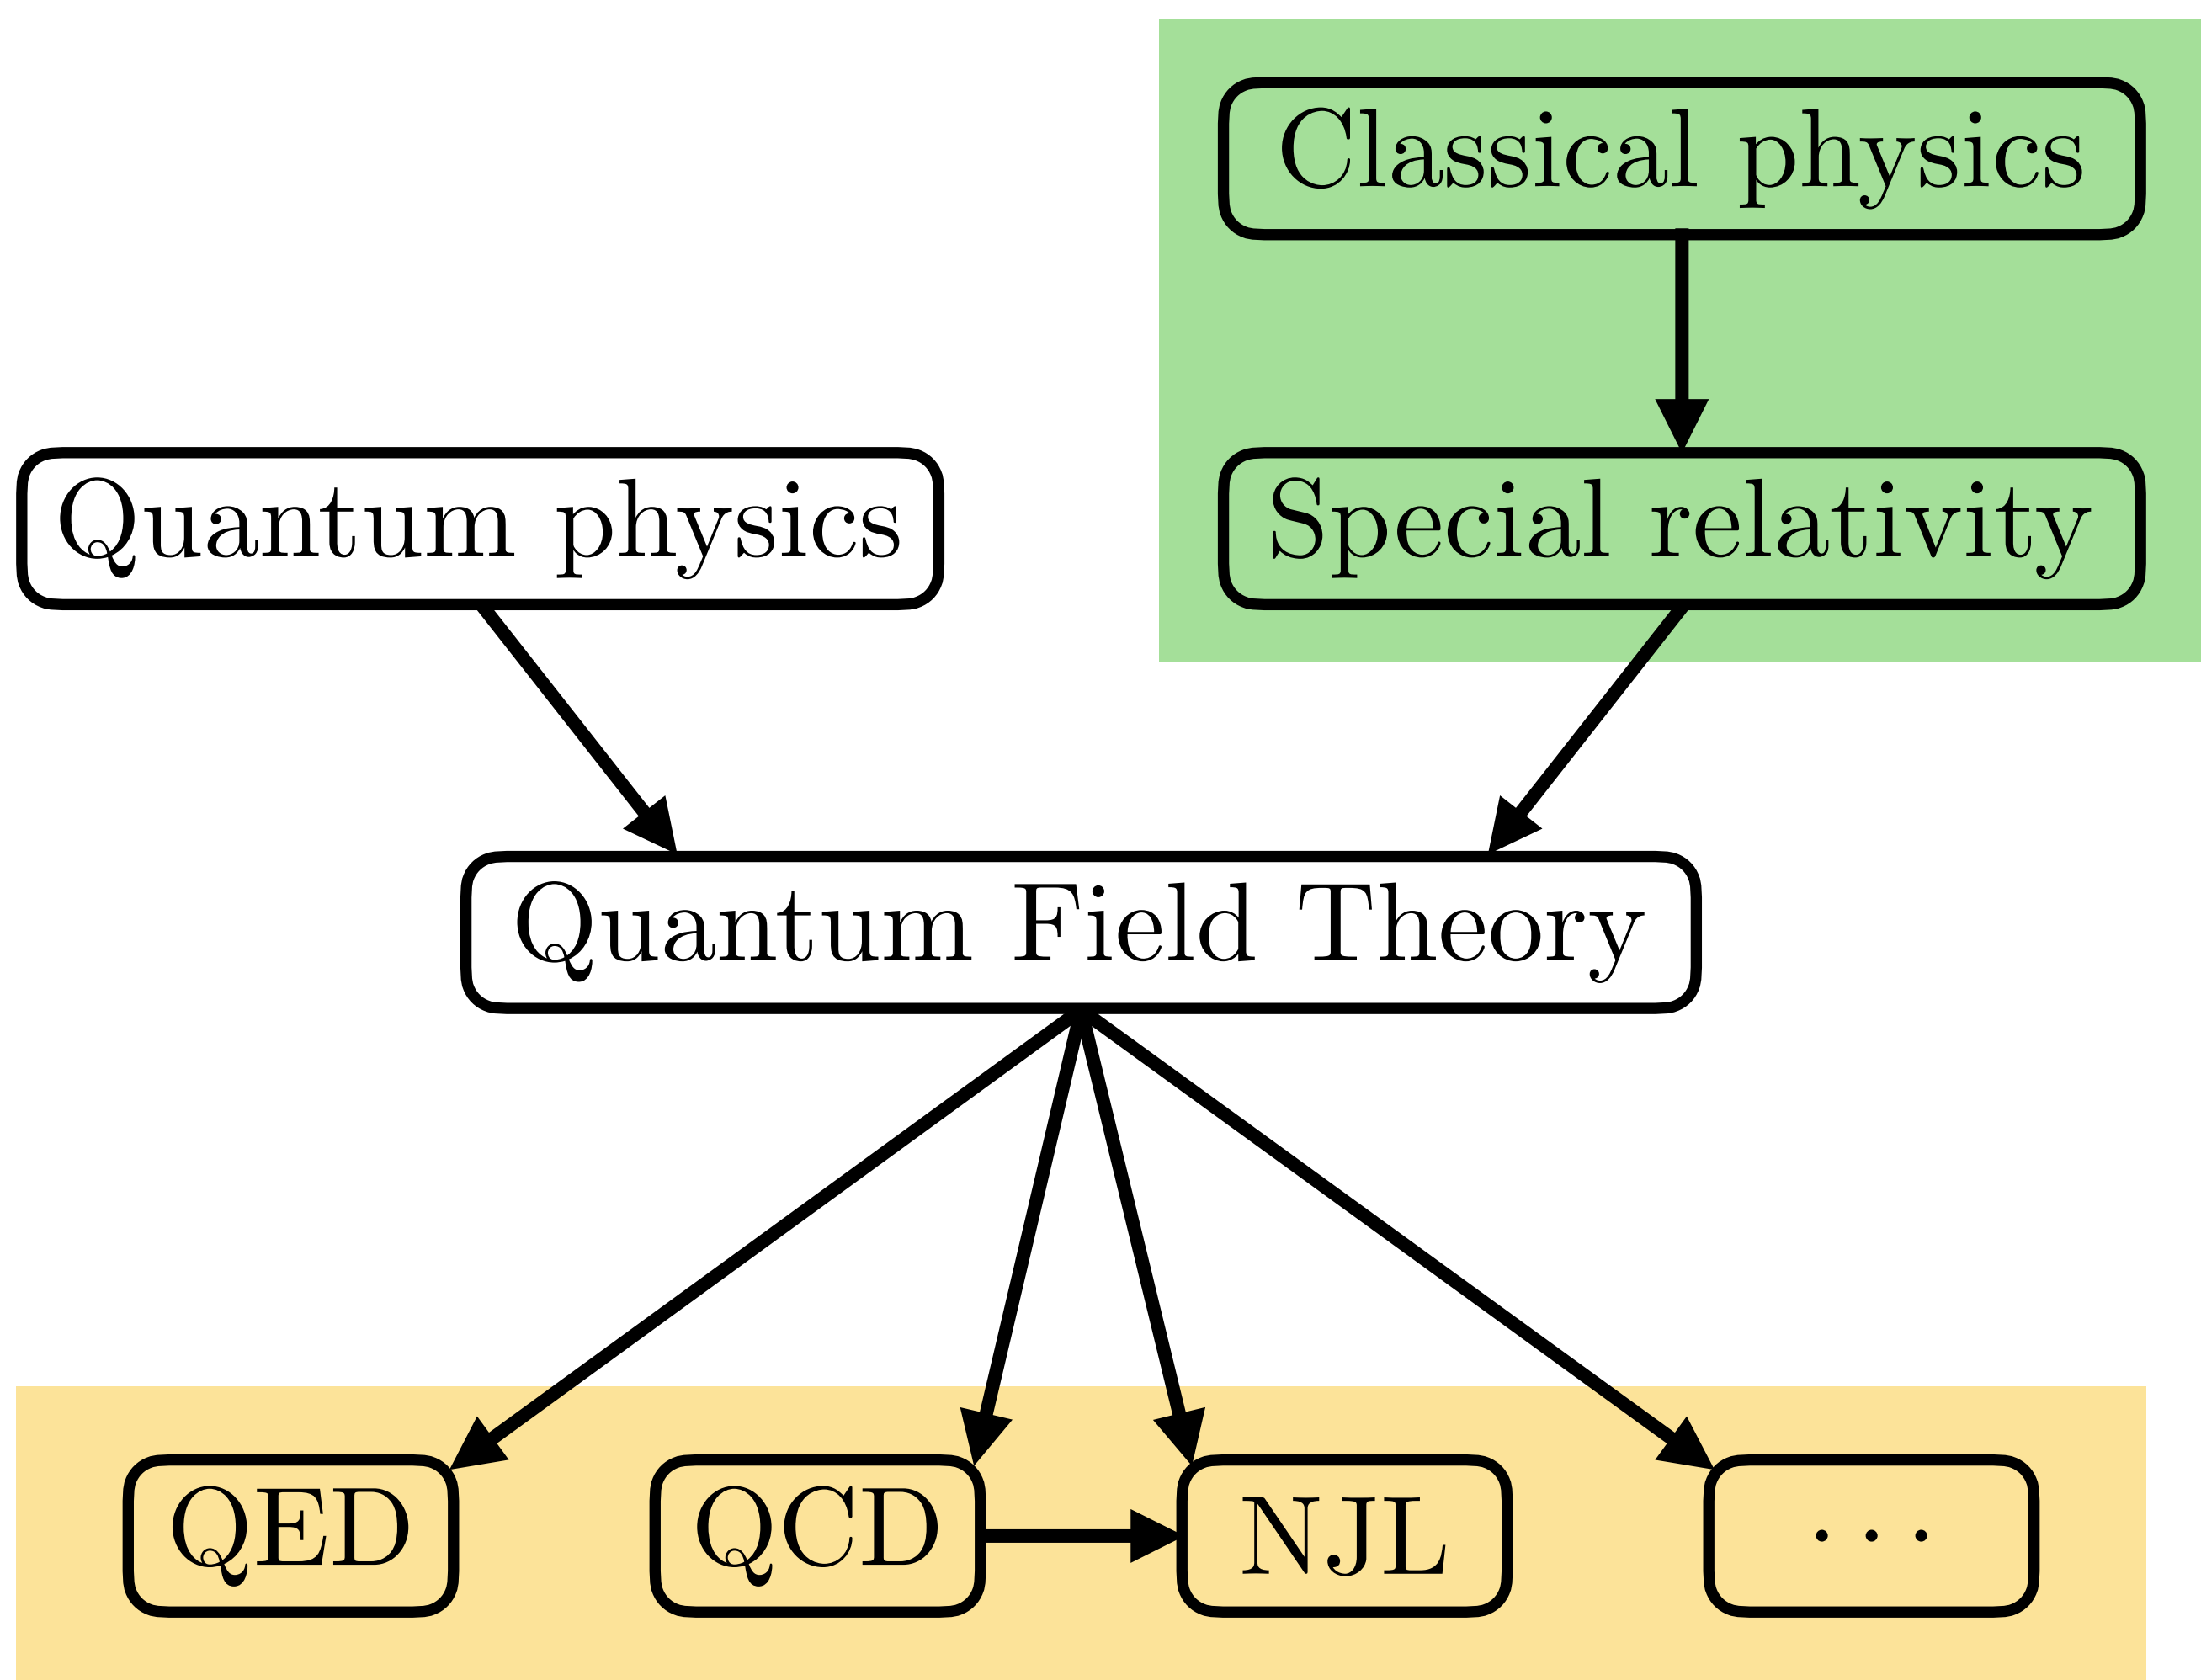 Classical physics
Quantum physics
Special relativity
Quantum Field Theory
QED
QCD
NJL
. . .